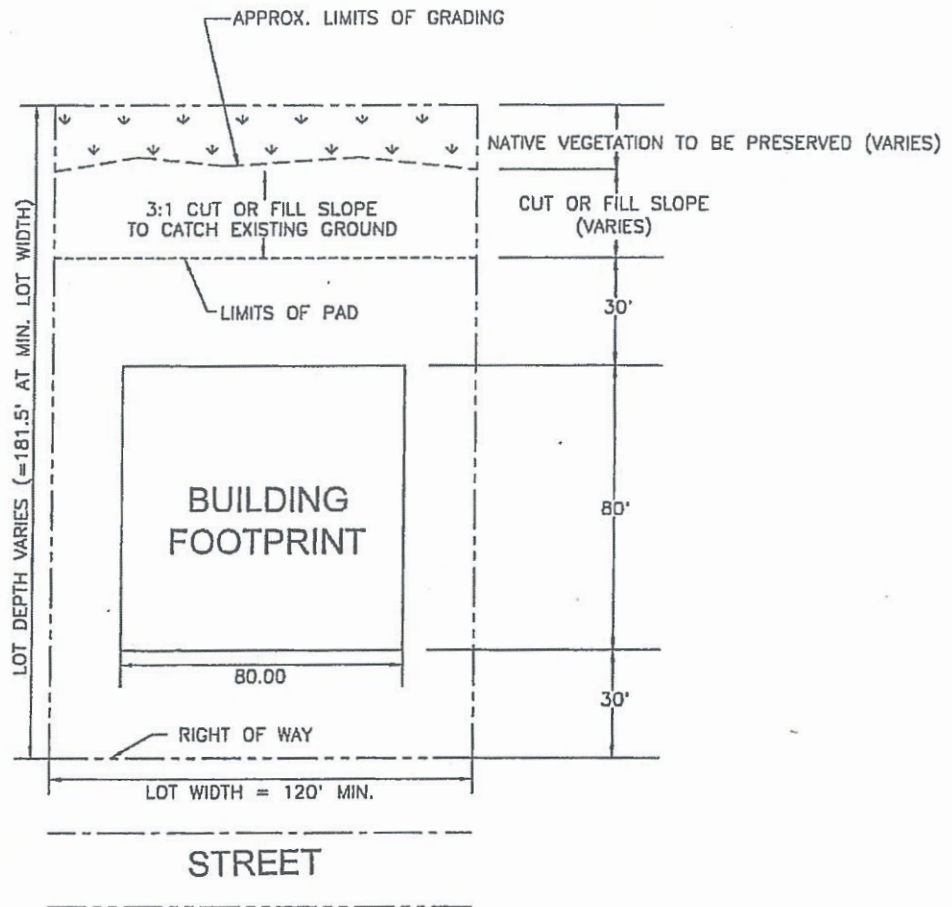 APPROX. LIMITS OF GRADING
NATIVE VEGETATION TO BE PRESERVED (VARIES)
3:1 CUT OR FILL SLOPE
TO CATCH EXISTING GROUND
CUT OR FILL SLOPE
(VARIES)
LIMITS OF PAD
30'
LOT DEPTH VARIES (=181.5' AT MIN. LOT WIDTH)
BUILDING
FOOTPRINT
80'
80.00
30'
RIGHT OF WAY
LOT WIDTH = 120' MIN.
STREET